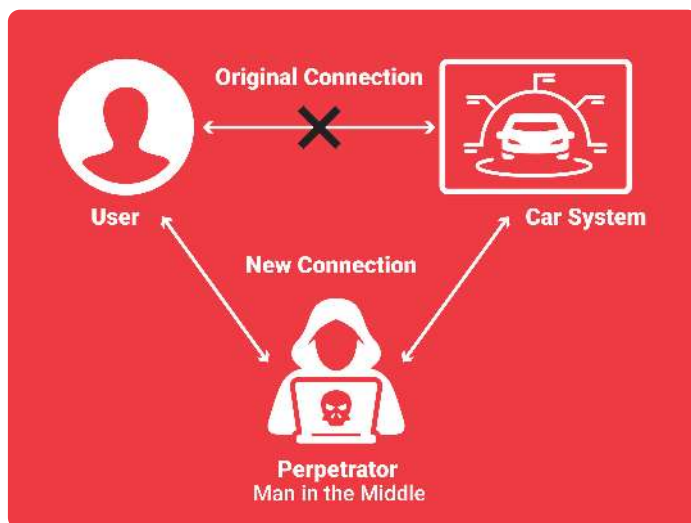 Original Connection
User
Car System
New Connection
Perpetrator
Man in the Middle